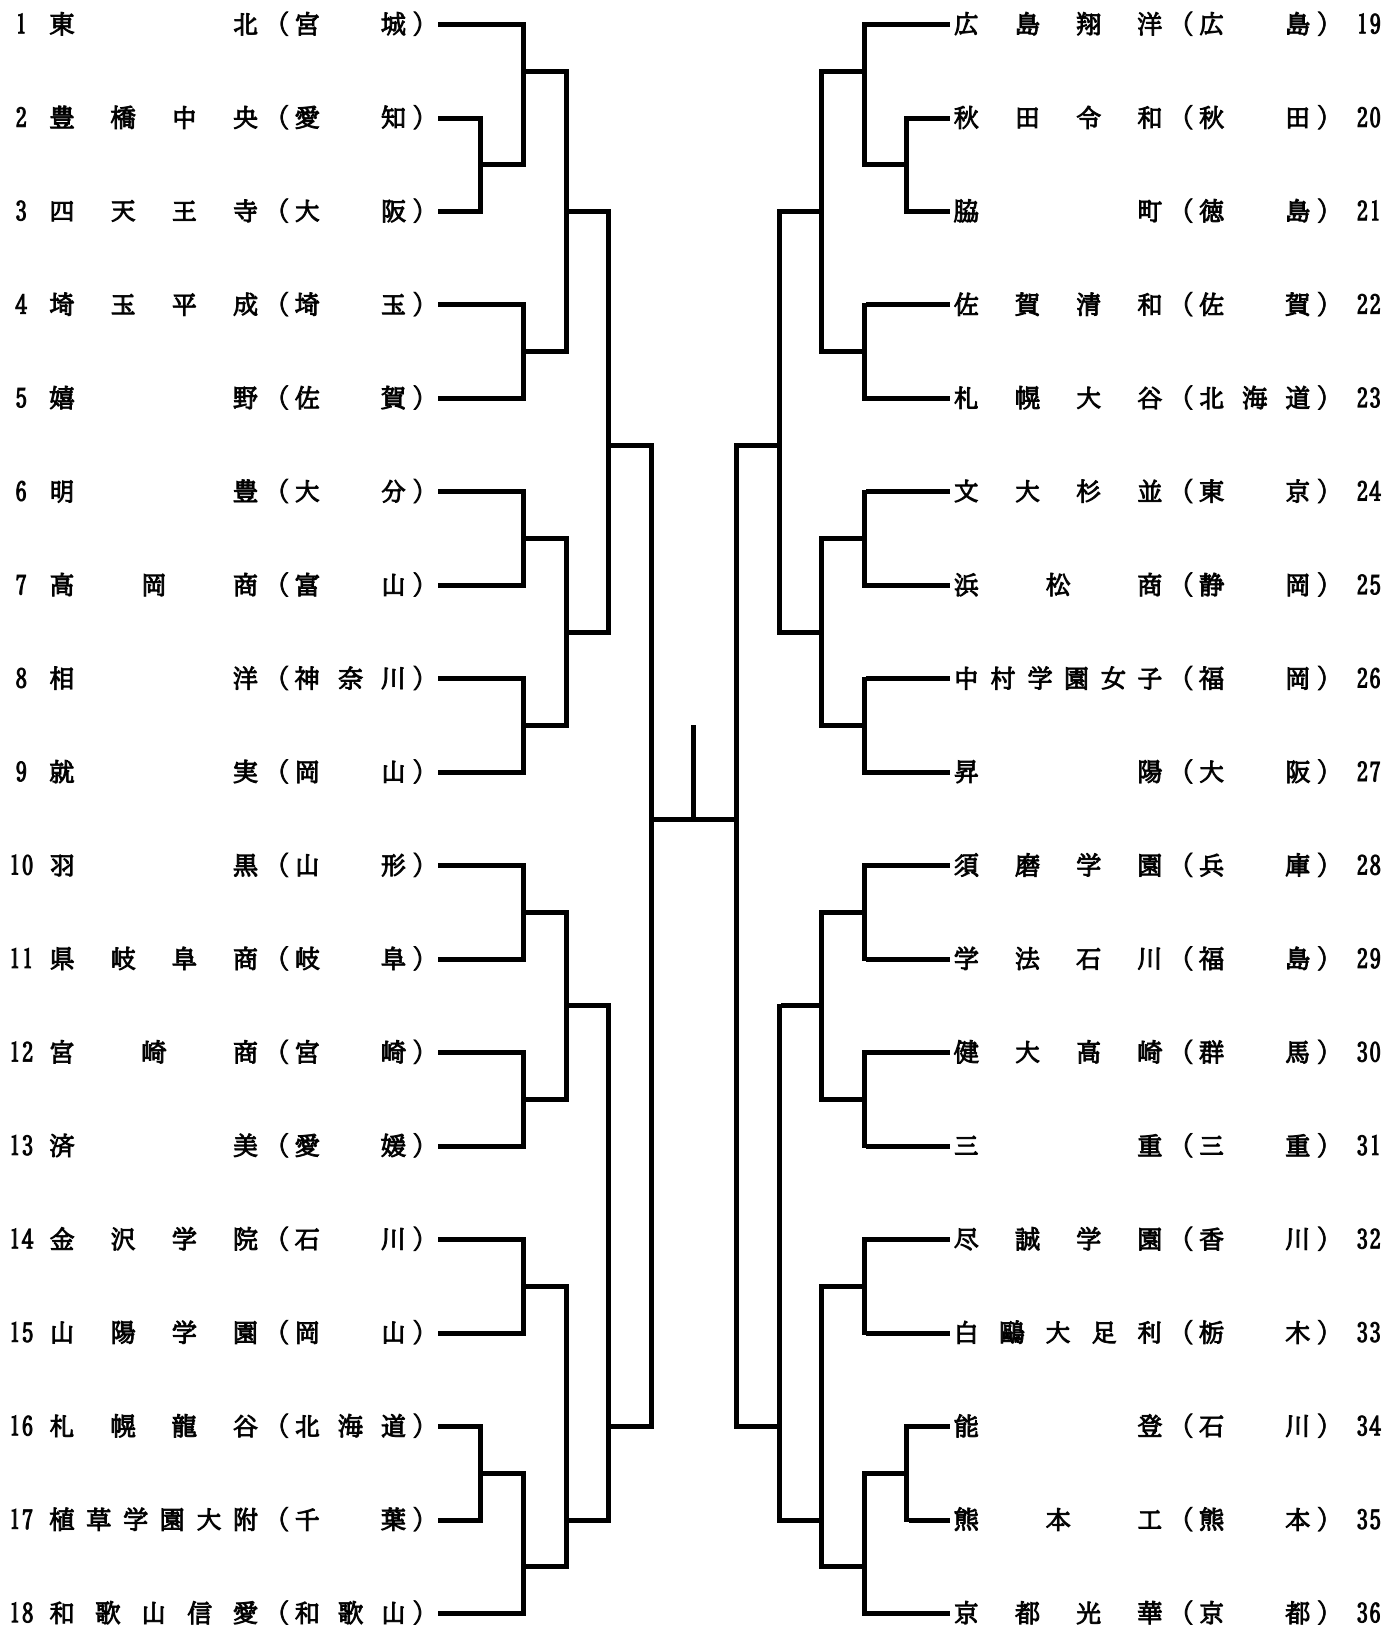 1 東北（宮城）
2 豊橋中央（愛知）
3 四天王寺（大阪）
4 埼玉平成（埼玉）
5 嬉野（佐賀）
6 明豊（大分）
7 高岡商（富山）
8 相洋（神奈川）
9 就実（岡山）
10 羽黒（山形）
11 県岐阜商（岐阜）
12 宮崎商（宮崎）
13 済美（愛媛）
14 金沢学院（石川）
15 山陽学園（岡山）
16 札幌龍谷（北海道）
17 植草学園大附（千葉）
18 和歌山信愛（和歌山）
広島翔洋（広島） 19
秋田令和（秋田） 20
脇町（徳島） 21
佐賀清和（佐賀） 22
札幌大谷（北海道） 23
文大杉並（東京） 24
浜松商（静岡） 25
中村学園女子（福岡） 26
昇陽（大阪） 27
須磨学園（兵庫） 28
学法石川（福島） 29
健大高崎（群馬） 30
三重（三重） 31
尽誠学園（香川） 32
白鷗大足利（栃木） 33
能登（石川） 34
熊本工（熊本） 35
京都光華（京都） 36